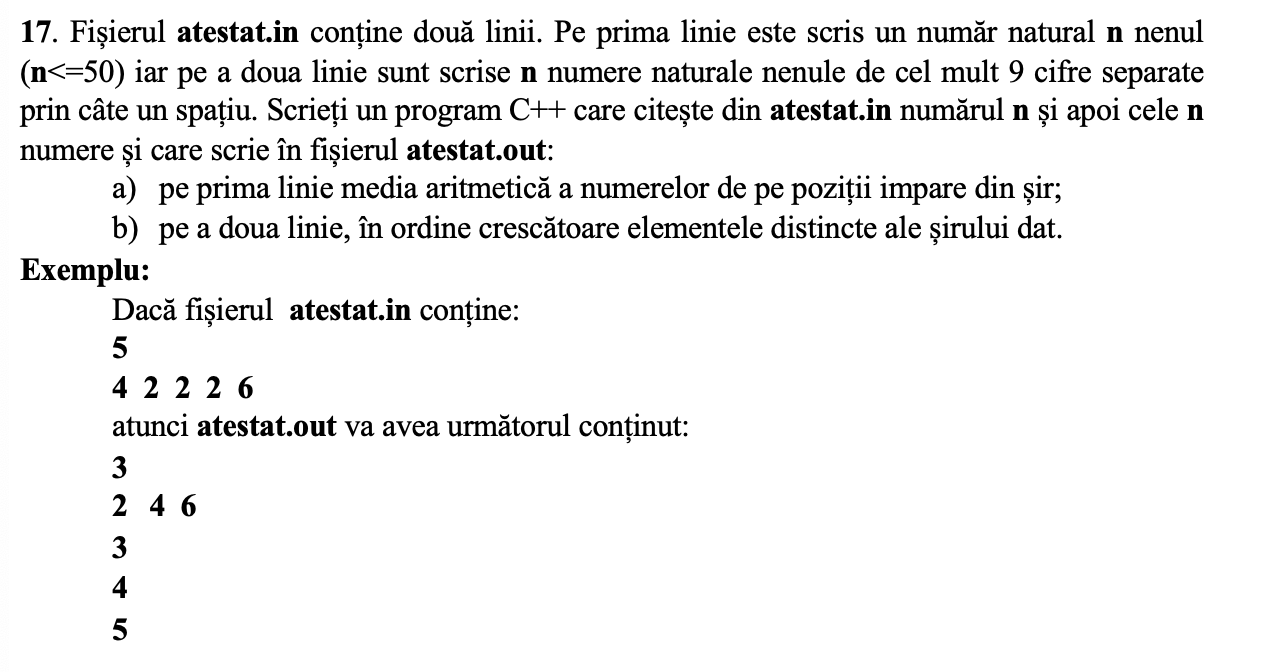 17. Fișierul atestat.in conține două linii. Pe prima linie este scris un număr natural n nenul
(n<=50) iar pe a doua linie sunt scrise n numere naturale nenule de cel mult 9 cifre separate
prin câte un spațiu. Scrieți un program C++ care citește din atestat.in numărul n și apoi cele n
numere și care scrie în fișierul atestat.out:
a) pe prima linie media aritmetică a numerelor de pe poziții impare din șir;
b) pe a doua linie, în ordine crescătoare elementele distincte ale șirului dat.
Exemplu:
Dacă fișierul atestat.in conține:
5
4 2 2 2 6
atunci atestat.out va avea următorul conținut:
3
2 4 6
3
4
5